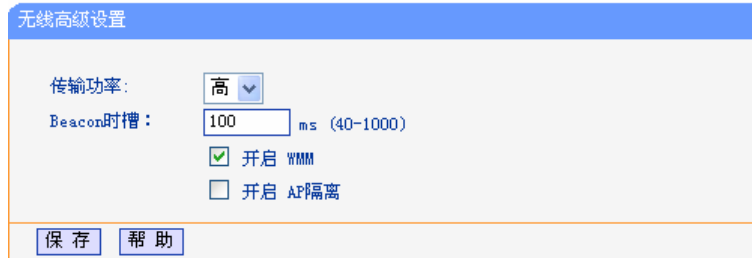 无线高级设置
传输功率: 高
Beacon时槽： 100 ms (40-1000)
开启 WMM
开启 AP隔离
保存 帮助